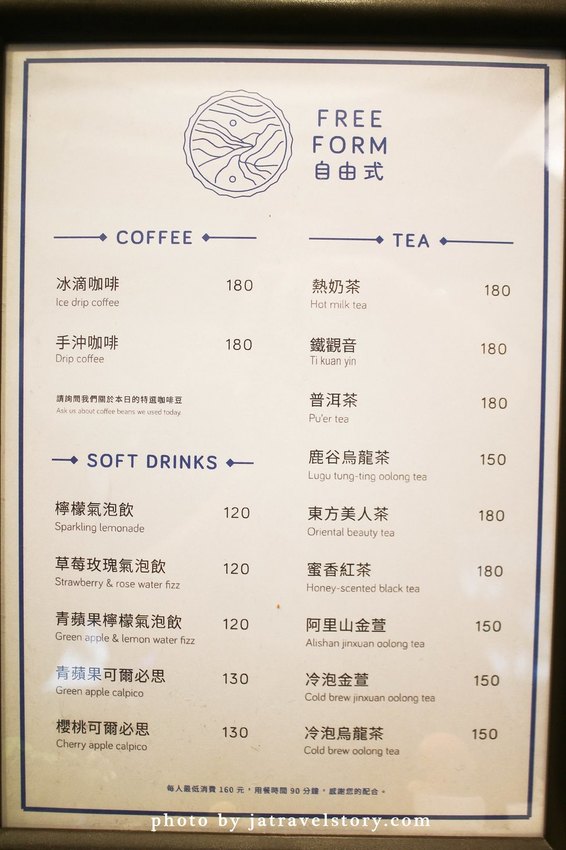 FREE
FORM
自由式
COFFEE
冰滴咖啡 180
Ice drip coffee
手沖咖啡 180
Drip coffee
請詢問我們關於本日的特選咖啡豆
Ask us about coffee beans we used today.
SOFT DRINKS
檸檬氣泡飲 120
Sparkling lemonade
草莓玫瑰氣泡飲 120
Strawberry & rose water fizz
青蘋果檸檬氣泡飲 120
Green apple & lemon water fizz
青蘋果可爾必思 130
Green apple calpico
櫻桃可爾必思 130
Cherry apple calpico
TEA
熱奶茶 180
Hot milk tea
鐵觀音 180
Ti kuan yin
普洱茶 180
Pu'er tea
鹿谷烏龍茶 150
Lugu tung-ting oolong tea
東方美人茶 180
Oriental beauty tea
蜜香紅茶 180
Honey-scented black tea
阿里山金萱 150
Alishan jinxuan oolong tea
冷泡金萱 150
Cold brew jinxuan oolong tea
冷泡烏龍茶 150
Cold brew oolong tea
每人最低消費 160 元，用餐時間 90 分鐘，感謝您的配合。
photo by jatravelstory.com